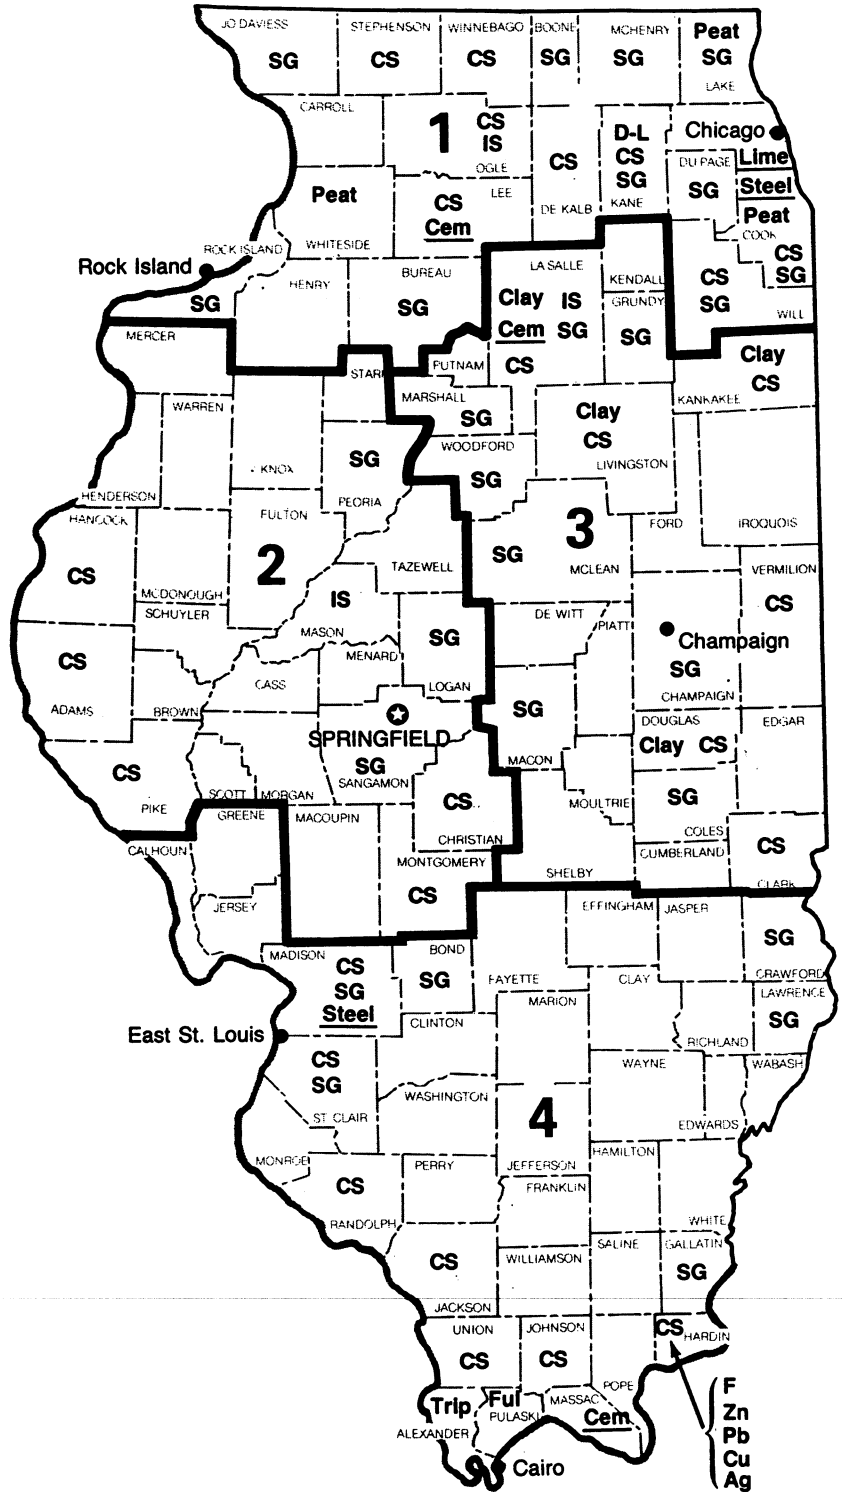 JO DAVIESS STEPHENSON WINNEBAGO BOONE MCHENRY Peat
SG CS CS SG SG SG
LAKE
CARROLL
1 CS
IS
OGLE
CS
D-L
CS
SG
KANE
DE KALB
Chicago
DU PAGE
SG
Lime
Steel
Peat
COOK
CS
SG
Peat
WHITESIDE
LEE
CS
Cem
ROCK ISLAND
Rock Island
SG
HENRY
BUREAU
SG
LA SALLE
Clay IS
Cem SG
CS
KENDALL
GRUNDY
SG
CS
SG
WILL
MERCER
STARK
PUTNAM
MARSHALL
SG
Clay
CS
KANKAKEE
WARREN
KNOX
SG
PEORIA
WOODFORD
SG
Clay
CS
LIVINGSTON
HENDERSON
HANCOCK
CS
FULTON
2
TAZEWELL
SG
3
MCLEAN
FORD
IROQUOIS
MCDONOUGH
SCHUYLER
IS
MASON
MENARD
SG
LOGAN
DE WITT
PIATT
Champaign
SG
CHAMPAIGN
VERMILION
CS
CS
ADAMS
BROWN
CASS
SPRINGFIELD
SG
SANGAMON
SG
MACON
DOUGLAS
Clay CS
EDGAR
CS
PIKE
SCOTT
MORGAN
CS
CHRISTIAN
MOULTRIE
SG
COLES
GREENE
MACOUPIN
CALHOUN
MONTGOMERY
CS
SHELBY
CUMBERLAND
CS
CLARK
JERSEY
EFFINGHAM
JASPER
SG
CRAWFORD
MADISON
CS
SG
Steel
BOND
SG
FAYETTE
MARION
CLAY
LAWRENCE
SG
East St. Louis
CLINTON
RICHLAND
CS
SG
ST CLAIR
WASHINGTON
4
WAYNE
WABASH
EDWARDS
MONROE
CS
RANDOLPH
PERRY
JEFFERSON
FRANKLIN
HAMILTON
WHITE
CS
JACKSON
WILLIAMSON
SALINE
GALLATIN
SG
UNION
CS
JOHNSON
CS
CS
HARDIN
POPE
Trip
ALEXANDER
Ful
PULASKI
MASSAC
Cem
Cairo
F
Zn
Pb
Cu
Ag